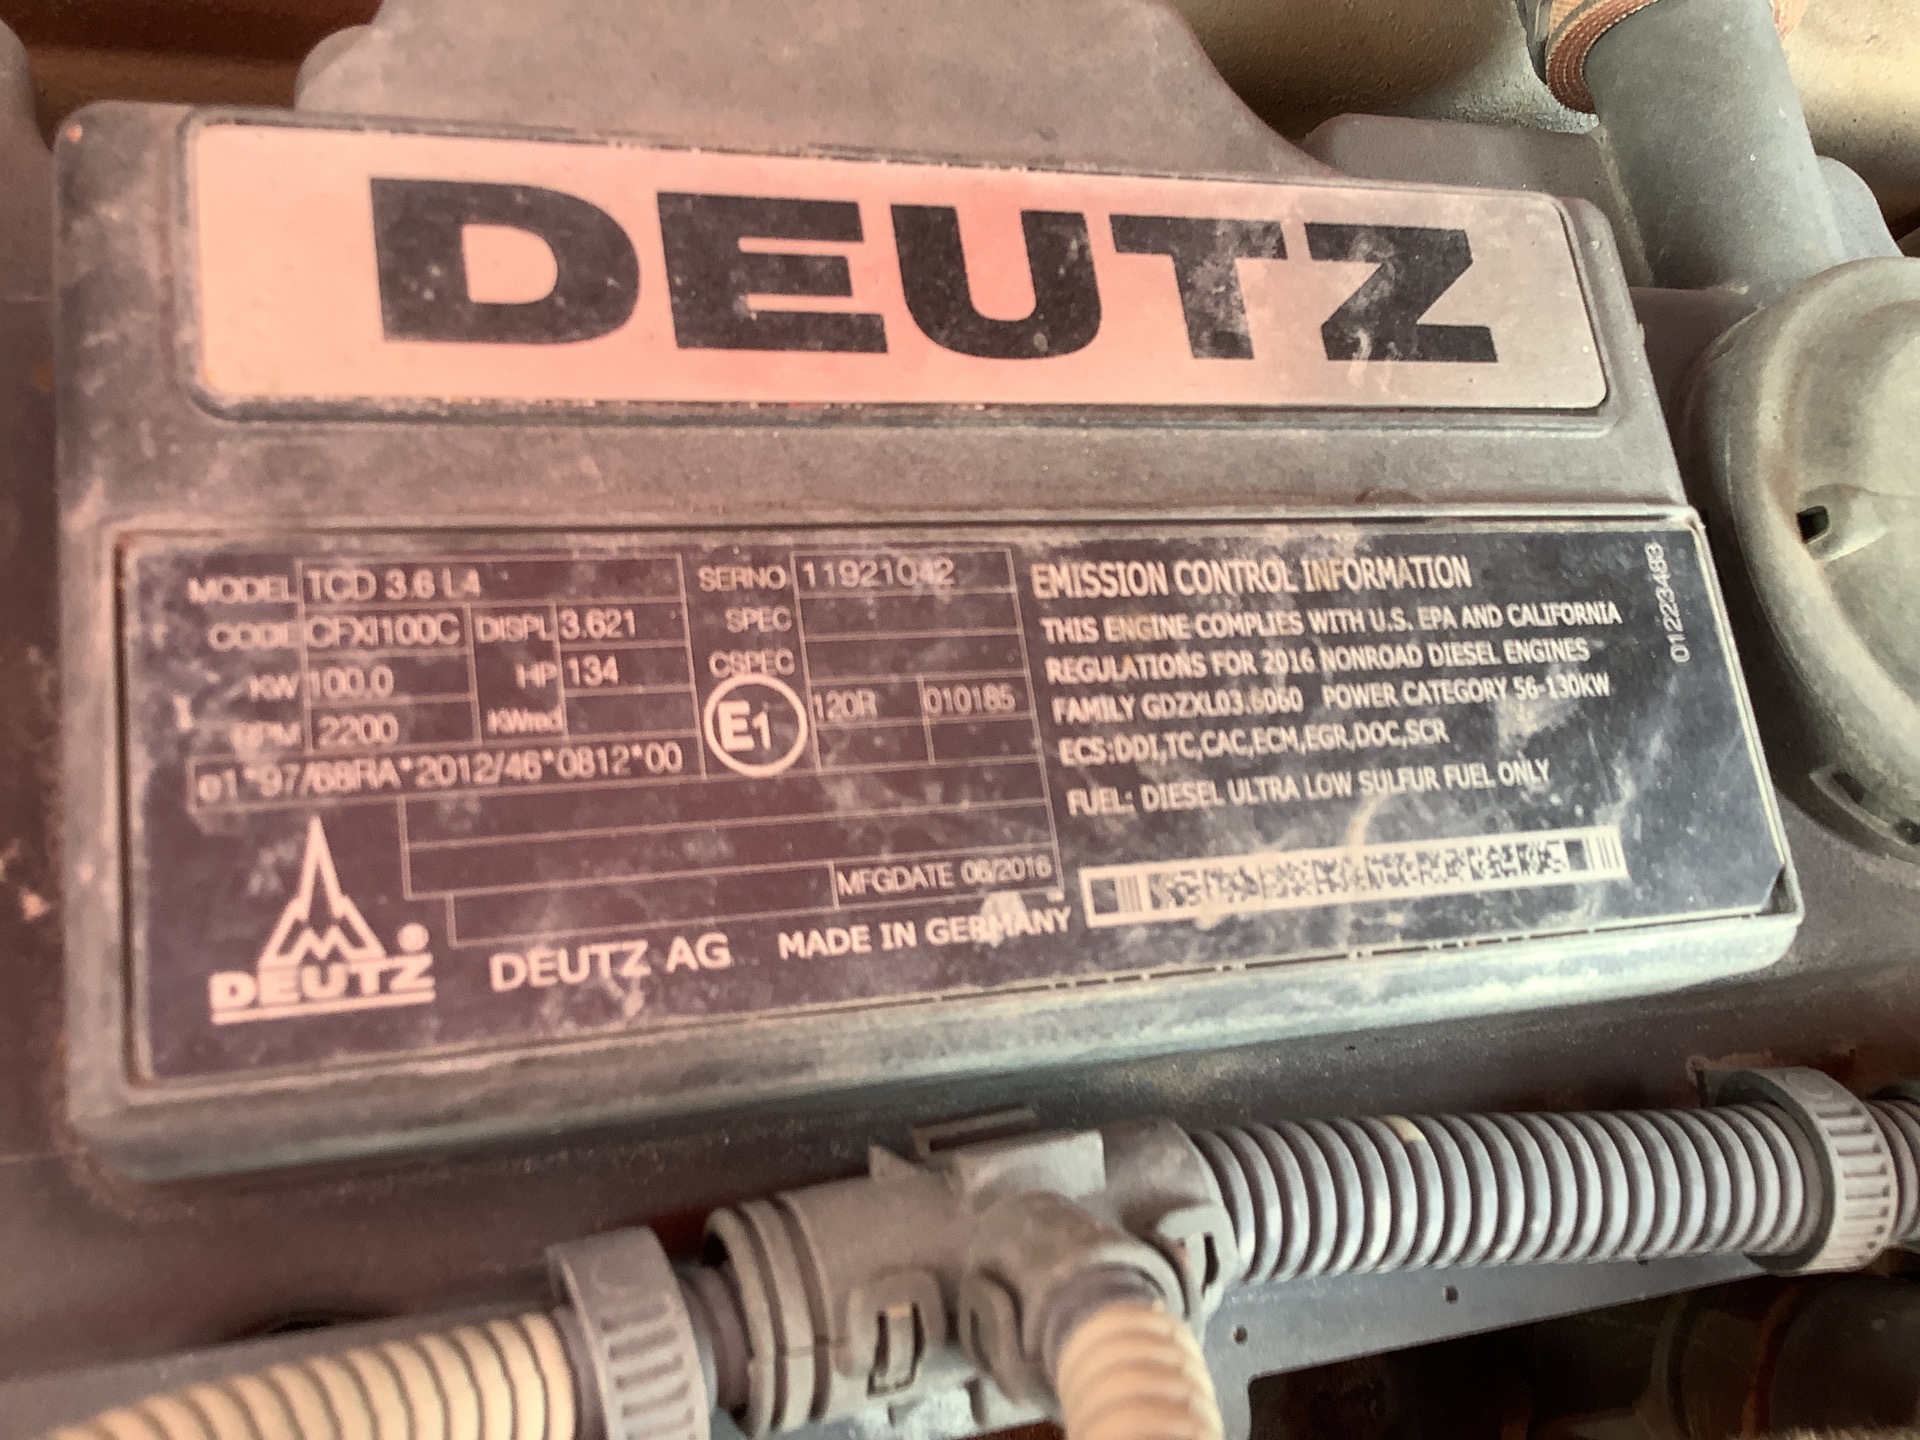 DEUTZ
MODEL TCD 3.6 L4
CODE DISPL 3.621
KW 100.0 HP 134
RPM 2200 KWred
e1*97/68RA*2012/46*0812*00
SERNO 11921042
SPEC
CSPEC
E1 120R 010185
MFGDATE 06/2016
DEUTZ®
DEUTZ AG MADE IN GERMANY
EMISSION CONTROL INFORMATION
THIS ENGINE COMPLIES WITH U.S. EPA AND CALIFORNIA
REGULATIONS FOR 2016 NONROAD DIESEL ENGINES
FAMILY GDZXL03.6060 POWER CATEGORY 56-130KW
ECS:DDI,TC,CAC,ECM,EGR,DOC,SCR
FUEL: DIESEL ULTRA LOW SULFUR FUEL ONLY
01223483